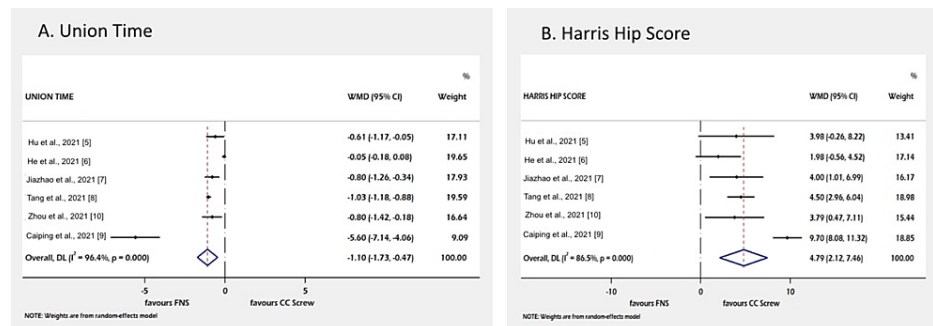 A. Union Time
%
UNION TIME WMD (95% CI) Weight
Hu et al., 2021 [5] -0.61 (-1.17, -0.05) 17.11
He et al., 2021 [6] -0.05 (-0.18, 0.08) 19.65
Jiazhao et al., 2021 [7] -0.80 (-1.26, -0.34) 17.93
Tang et al., 2021 [8] -1.03 (-1.18, -0.88) 19.59
Zhou et al., 2021 [10] -0.80 (-1.42, -0.18) 16.64
Caiping et al., 2021 [9] -5.60 (-7.14, -4.06) 9.09
Overall, DL (I² = 96.4%, p = 0.000) -1.10 (-1.73, -0.47) 100.00
-5 0 5
favours FNS favours CC Screw
NOTE: Weights are from random-effects model
B. Harris Hip Score
%
HARRIS HIP SCORE WMD (95% CI) Weight
Hu et al., 2021 [5] 3.98 (-0.26, 8.22) 13.41
He et al., 2021 [6] 1.98 (-0.56, 4.52) 17.14
Jiazhao et al., 2021 [7] 4.00 (1.01, 6.99) 16.17
Tang et al., 2021 [8] 4.50 (2.96, 6.04) 18.98
Zhou et al., 2021 [10] 3.79 (0.47, 7.11) 15.44
Caiping et al., 2021 [9] 9.70 (8.08, 11.32) 18.85
Overall, DL (I² = 86.5%, p = 0.000) 4.79 (2.12, 7.46) 100.00
-10 0 10
favours FNS favours CC Screw
NOTE: Weights are from random-effects model